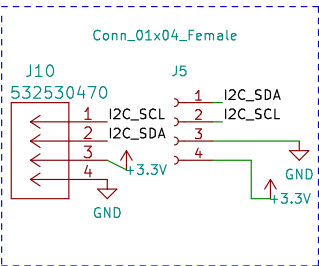 Conn_01x04_Female
J10
532530470
1 I2C_SCL
2 I2C_SDA
3
+3.3V
4
GND
J5
1 I2C_SDA
2 I2C_SCL
3
GND
4
+3.3V